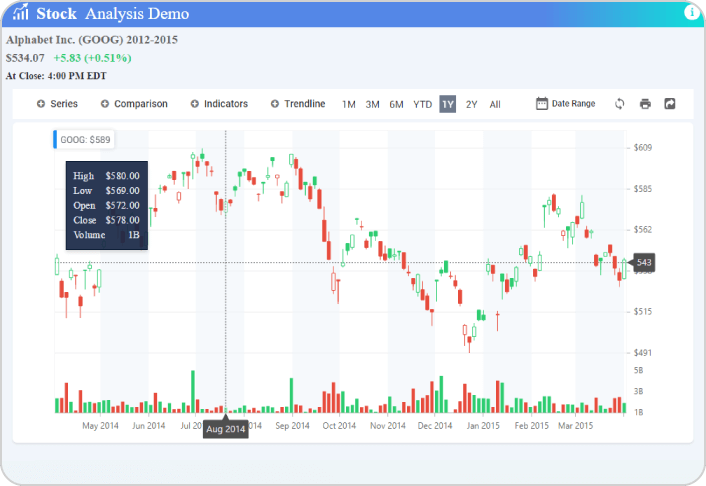 Stock Analysis Demo
i
Alphabet Inc. (GOOG) 2012-2015
$534.07 +5.83 (+0.51%)
At Close: 4:00 PM EDT
Series Comparison Indicators Trendline 1M 3M 6M YTD 1Y 2Y All Date Range
GOOG: $589
High $580.00
Low $569.00
Open $572.00
Close $578.00
Volume 1B
$609
$585
$562
543
$515
$491
5B
3B
1B
May 2014 Jun 2014 Jul 20 Aug 2014 2014 Sep 2014 Oct 2014 Nov 2014 Dec 2014 Jan 2015 Feb 2015 Mar 2015